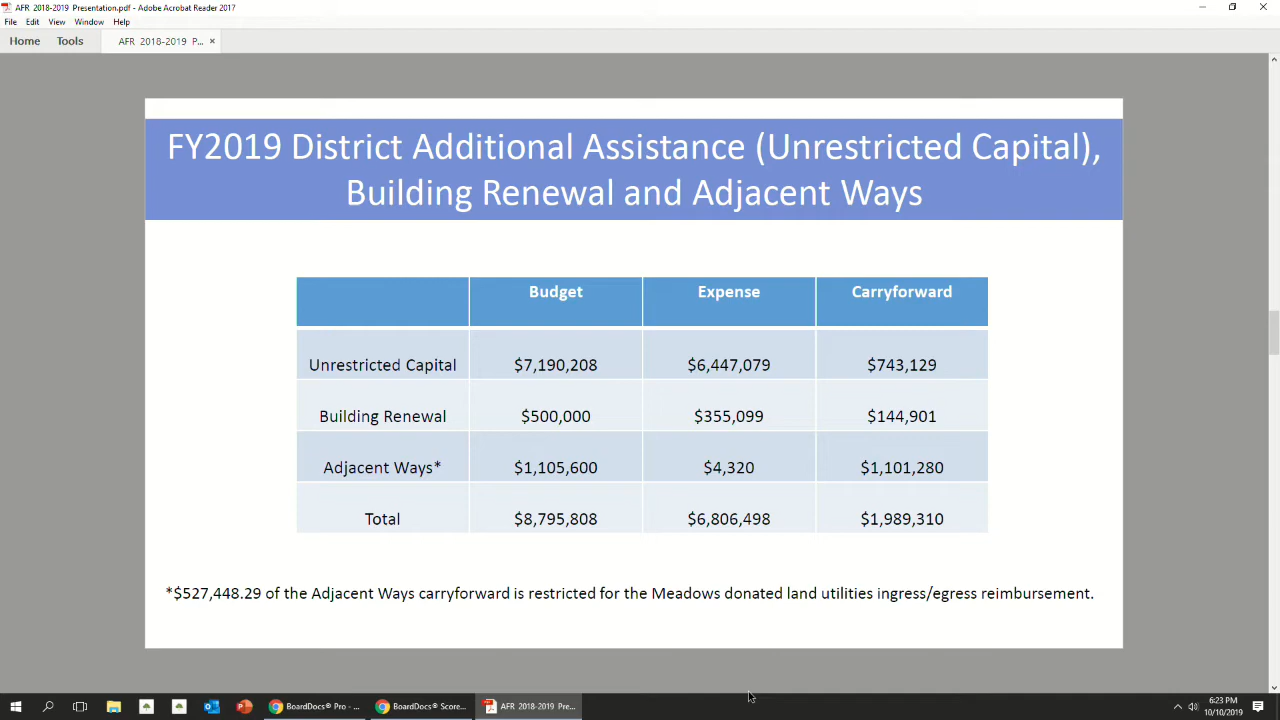 AFR 2018-2019 Presentation.pdf - Adobe Acrobat Reader 2017
File Edit View Window Help
Home Tools AFR 2018-2019 P... ×
FY2019 District Additional Assistance (Unrestricted Capital),
Building Renewal and Adjacent Ways
Budget Expense Carryforward
Unrestricted Capital $7,190,208 $6,447,079 $743,129
Building Renewal $500,000 $355,099 $144,901
Adjacent Ways* $1,105,600 $4,320 $1,101,280
Total $8,795,808 $6,806,498 $1,989,310
*$527,448.29 of the Adjacent Ways carryforward is restricted for the Meadows donated land utilities ingress/egress reimbursement.
BoardDocs® Pro - ... BoardDocs® Score... AFR 2018-2019 Pre... 6:23 PM
10/10/2019